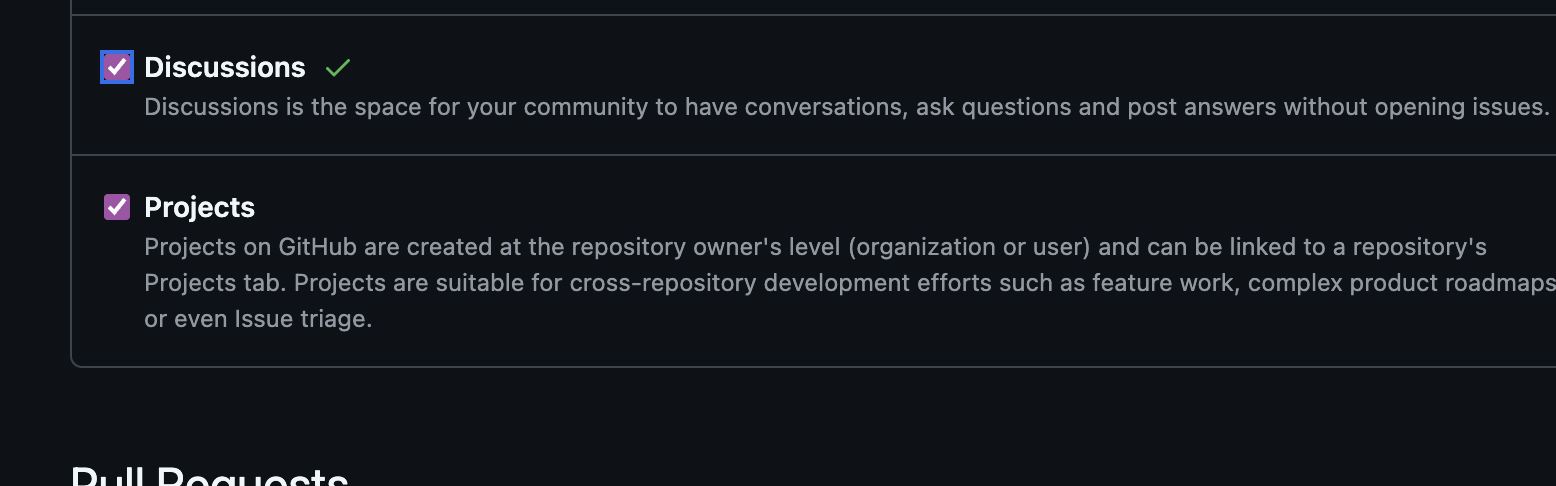 Discussions
Discussions is the space for your community to have conversations, ask questions and post answers without opening issues.
Projects
Projects on GitHub are created at the repository owner's level (organization or user) and can be linked to a repository's
Projects tab. Projects are suitable for cross-repository development efforts such as feature work, complex product roadmaps
or even Issue triage.
Pull Requests